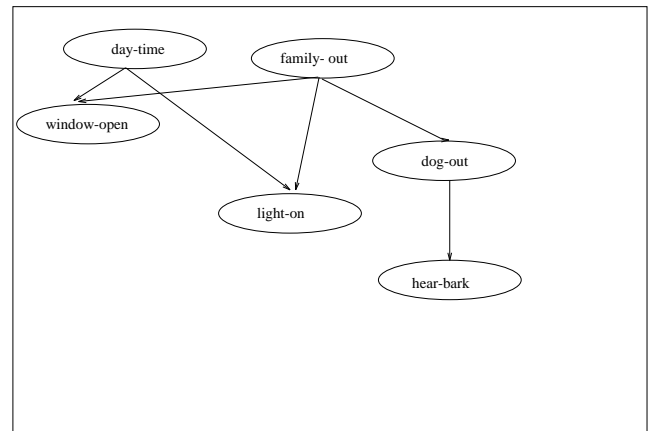 day-time
family- out
window-open
dog-out
light-on
hear-bark